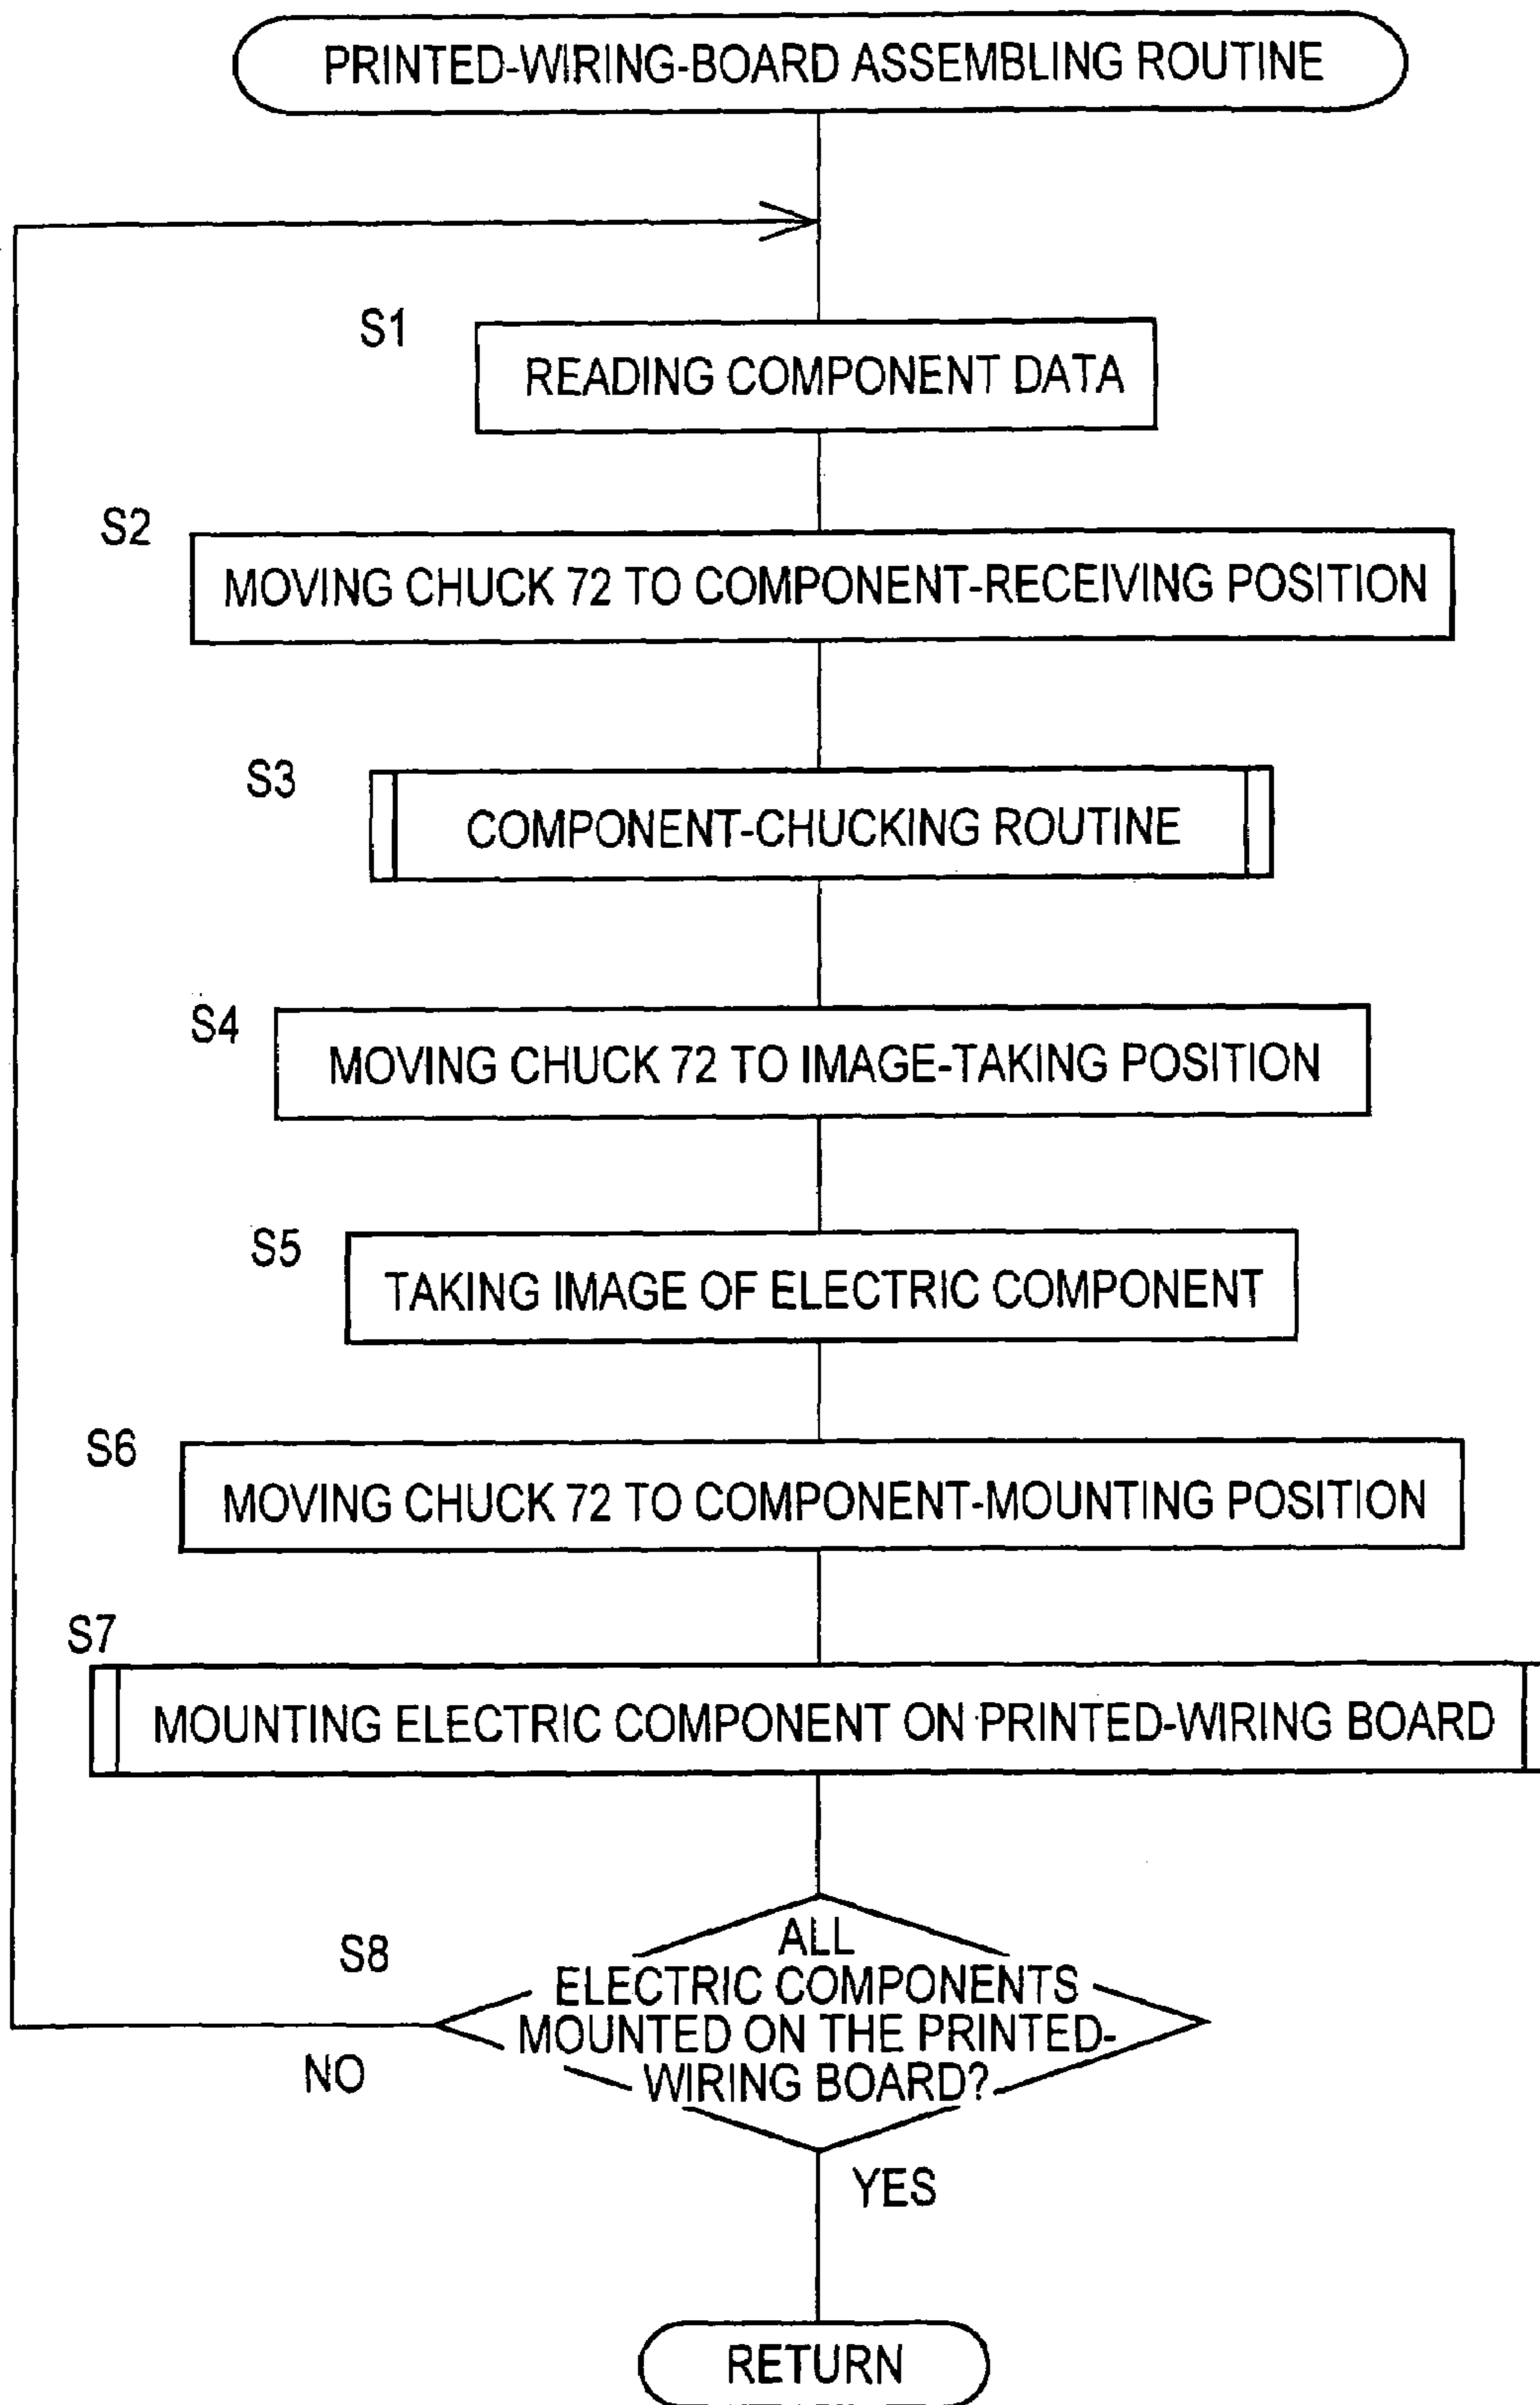 PRINTED-WIRING-BOARD ASSEMBLING ROUTINE
S1
READING COMPONENT DATA
S2
MOVING CHUCK 72 TO COMPONENT-RECEIVING POSITION
S3
COMPONENT-CHUCKING ROUTINE
S4
MOVING CHUCK 72 TO IMAGE-TAKING POSITION
S5
TAKING IMAGE OF ELECTRIC COMPONENT
S6
MOVING CHUCK 72 TO COMPONENT-MOUNTING POSITION
S7
MOUNTING ELECTRIC COMPONENT ON PRINTED-WIRING BOARD
S8
ALL
ELECTRIC COMPONENTS
MOUNTED ON THE PRINTED-
WIRING BOARD?
NO
YES
RETURN